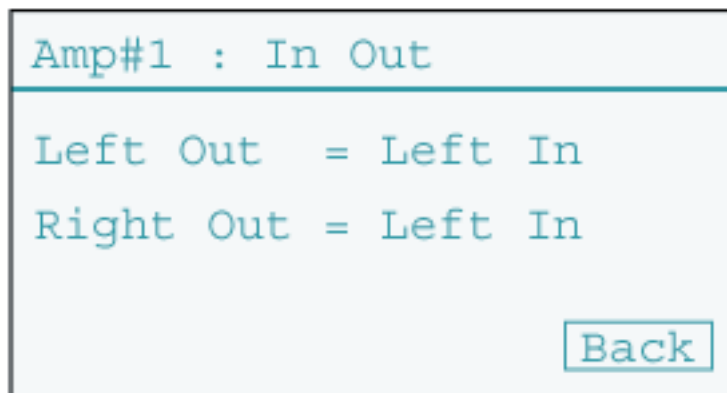 Amp#1 : In Out
Left Out = Left In
Right Out = Left In
Back